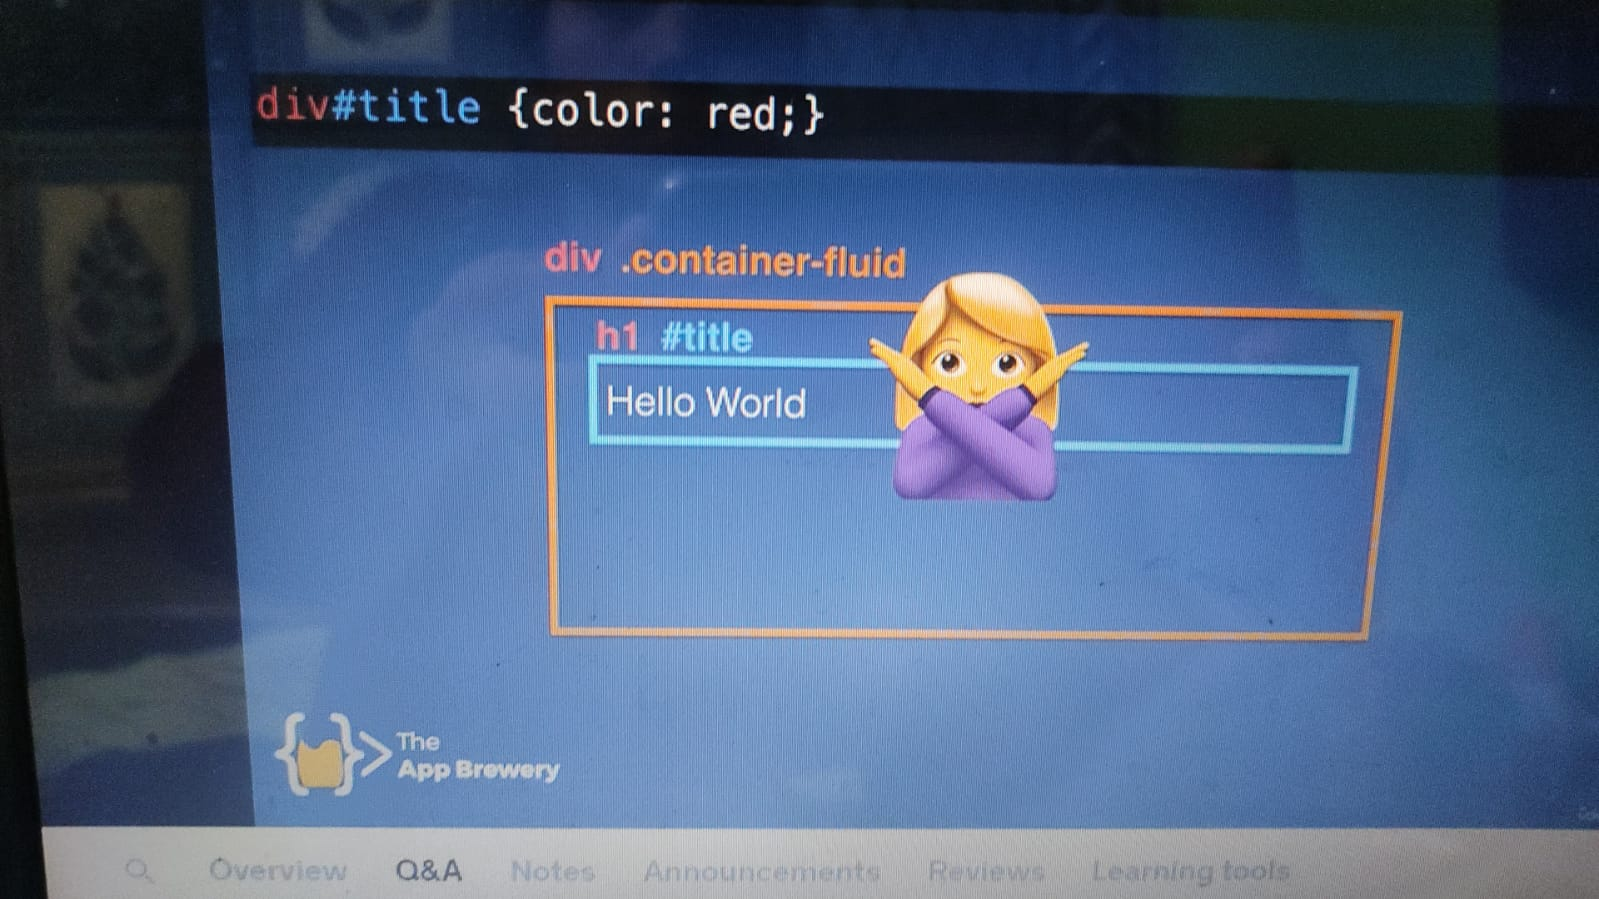 div#title {color: red;}
div .container-fluid
h1 #title
Hello World
The
App Brewery
Overview Q&A Notes Announcements Reviews Learning tools